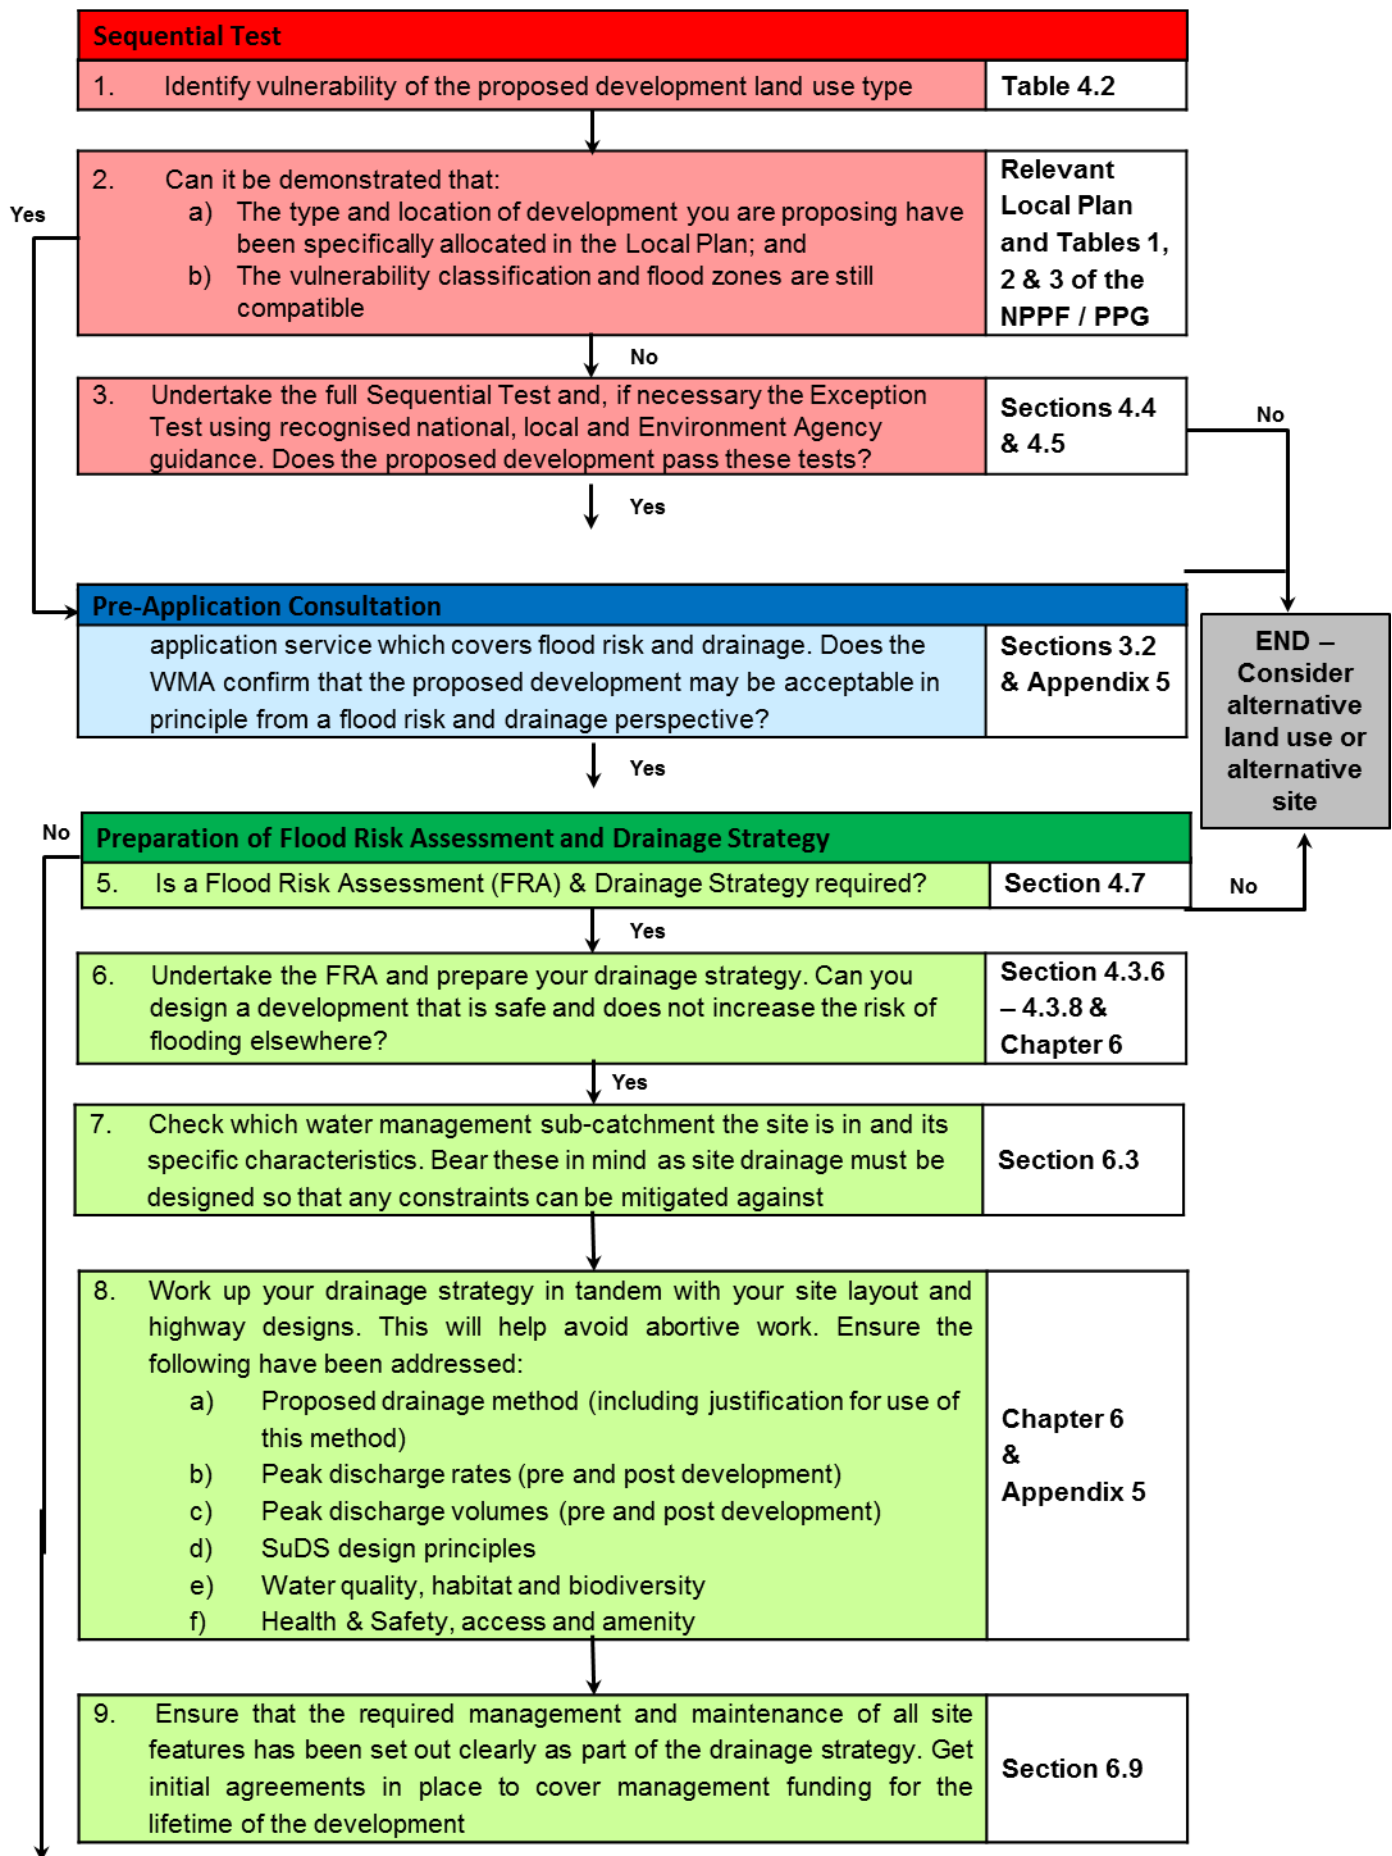 Sequential Test
1. Identify vulnerability of the proposed development land use type
Table 4.2
2. Can it be demonstrated that:
a) The type and location of development you are proposing have
been specifically allocated in the Local Plan; and
b) The vulnerability classification and flood zones are still
compatible
Relevant
Local Plan
and Tables 1,
2 & 3 of the
NPPF / PPG
Yes
No
3. Undertake the full Sequential Test and, if necessary the Exception
Test using recognised national, local and Environment Agency
guidance. Does the proposed development pass these tests?
Sections 4.4
& 4.5
No
Yes
Pre-Application Consultation
application service which covers flood risk and drainage. Does the
WMA confirm that the proposed development may be acceptable in
principle from a flood risk and drainage perspective?
Sections 3.2
& Appendix 5
END –
Consider
alternative
land use or
alternative
site
Yes
No
Preparation of Flood Risk Assessment and Drainage Strategy
5. Is a Flood Risk Assessment (FRA) & Drainage Strategy required?
Section 4.7
No
Yes
6. Undertake the FRA and prepare your drainage strategy. Can you
design a development that is safe and does not increase the risk of
flooding elsewhere?
Section 4.3.6
– 4.3.8 &
Chapter 6
Yes
7. Check which water management sub-catchment the site is in and its
specific characteristics. Bear these in mind as site drainage must be
designed so that any constraints can be mitigated against
Section 6.3
8. Work up your drainage strategy in tandem with your site layout and
highway designs. This will help avoid abortive work. Ensure the
following have been addressed:
a) Proposed drainage method (including justification for use of
this method)
b) Peak discharge rates (pre and post development)
c) Peak discharge volumes (pre and post development)
d) SuDS design principles
e) Water quality, habitat and biodiversity
f) Health & Safety, access and amenity
Chapter 6
&
Appendix 5
9. Ensure that the required management and maintenance of all site
features has been set out clearly as part of the drainage strategy. Get
initial agreements in place to cover management funding for the
lifetime of the development
Section 6.9